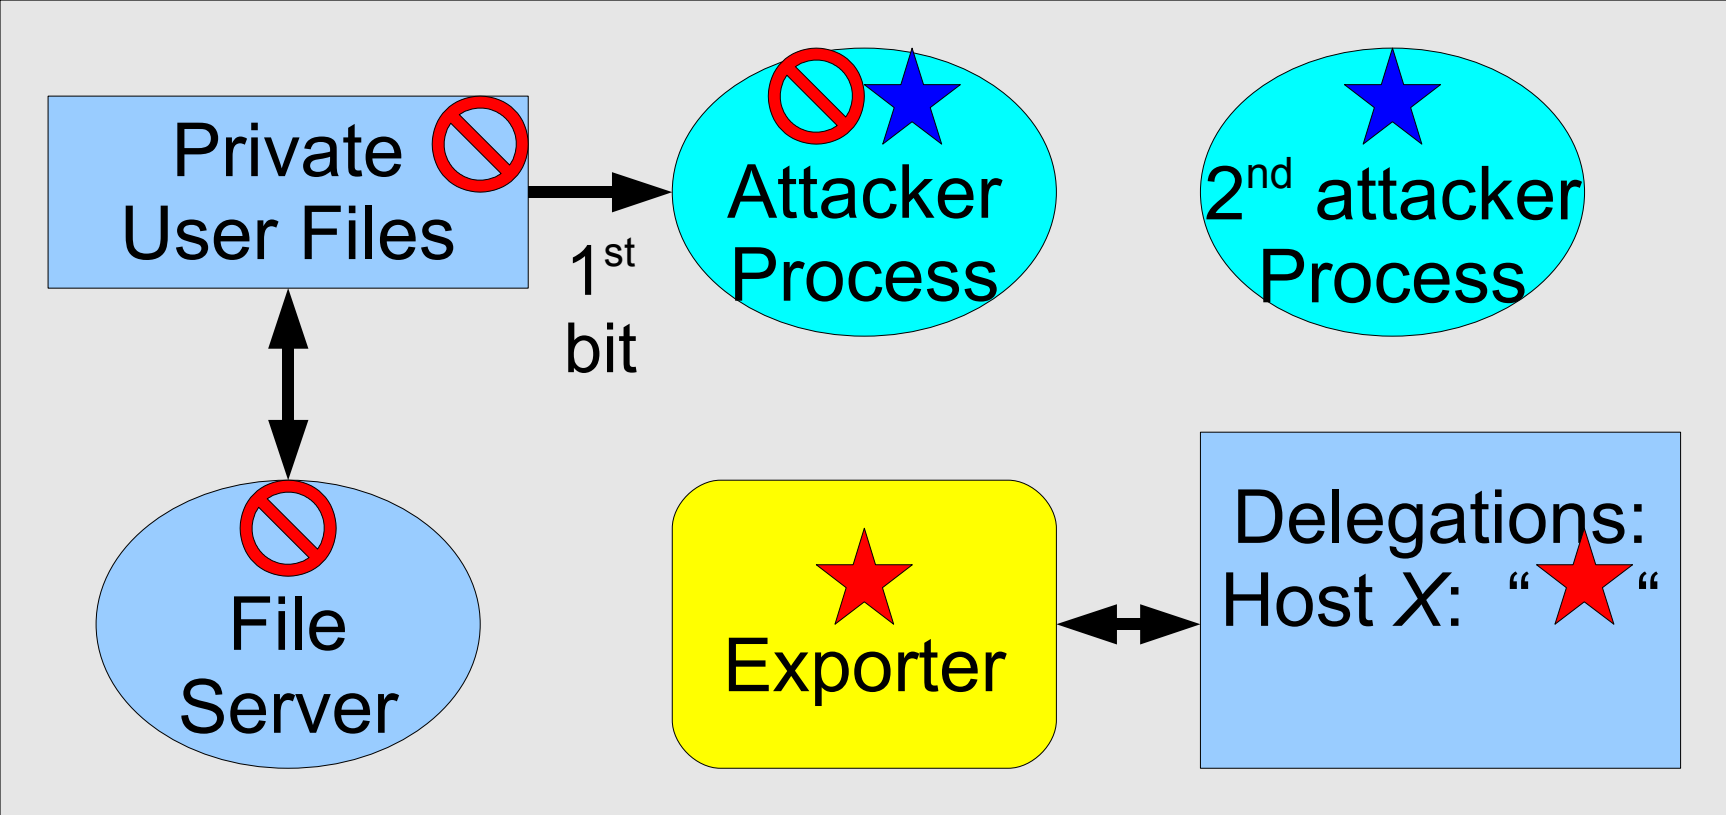 Private
User Files
1st
bit
Attacker
Process
2nd attacker
Process
File
Server
Exporter
Delegations:
Host X: “ “